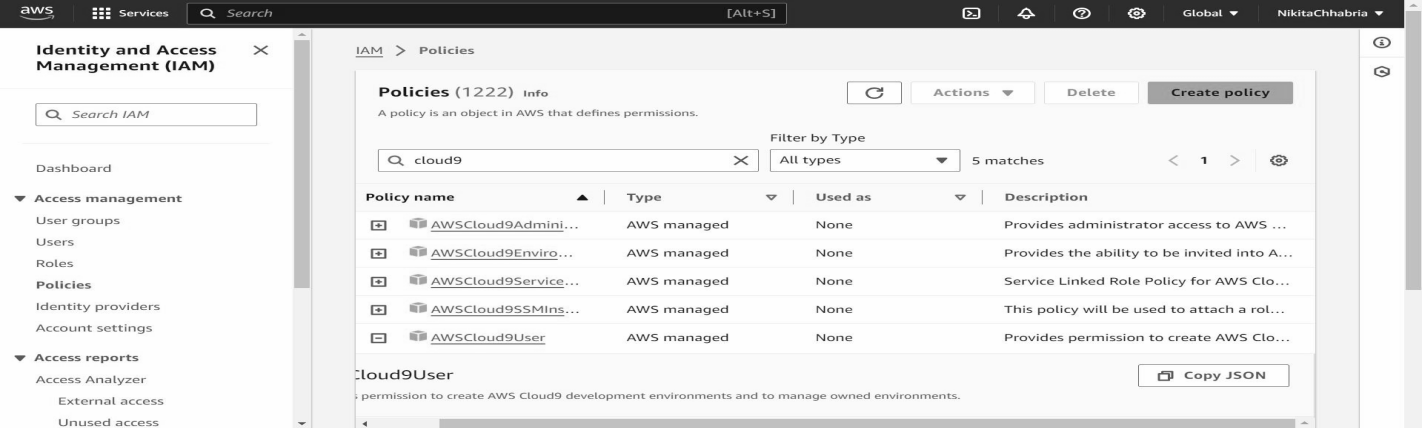 aws Services Search [Alt+S] Global NikitaChhabria
Identity and Access
Management (IAM)
Search IAM
Dashboard
Access management
User groups
Users
Roles
Policies
Identity providers
Account settings
Access reports
Access Analyzer
External access
Unused access
IAM > Policies
Policies (1222) Info
A policy is an object in AWS that defines permissions.
Actions Delete Create policy
Filter by Type
cloud9 All types 5 matches 1
Policy name Type Used as Description
AWSCloud9Admini... AWS managed None Provides administrator access to AWS ...
AWSCloud9Enviro... AWS managed None Provides the ability to be invited into A...
AWSCloud9Service... AWS managed None Service Linked Role Policy for AWS Clo...
AWSCloud9SSMIns... AWS managed None This policy will be used to attach a rol...
AWSCloud9User AWS managed None Provides permission to create AWS Clo...
Cloud9User Copy JSON
s permission to create AWS Cloud9 development environments and to manage owned environments.